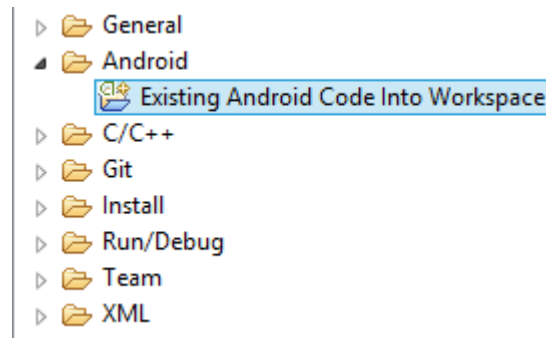 General
Android
Existing Android Code Into Workspace
C/C++
Git
Install
Run/Debug
Team
XML